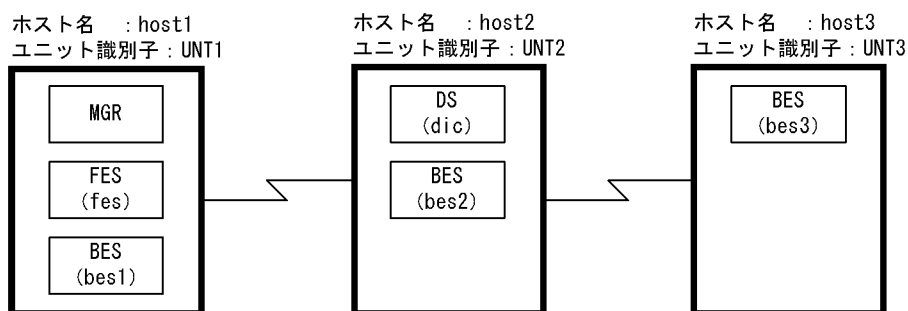 ホスト名　：host1
ユニット識別子：UNT1
MGR
FES
(fes)
BES
(bes1)
ホスト名　：host2
ユニット識別子：UNT2
DS
(dic)
BES
(bes2)
ホスト名　：host3
ユニット識別子：UNT3
BES
(bes3)